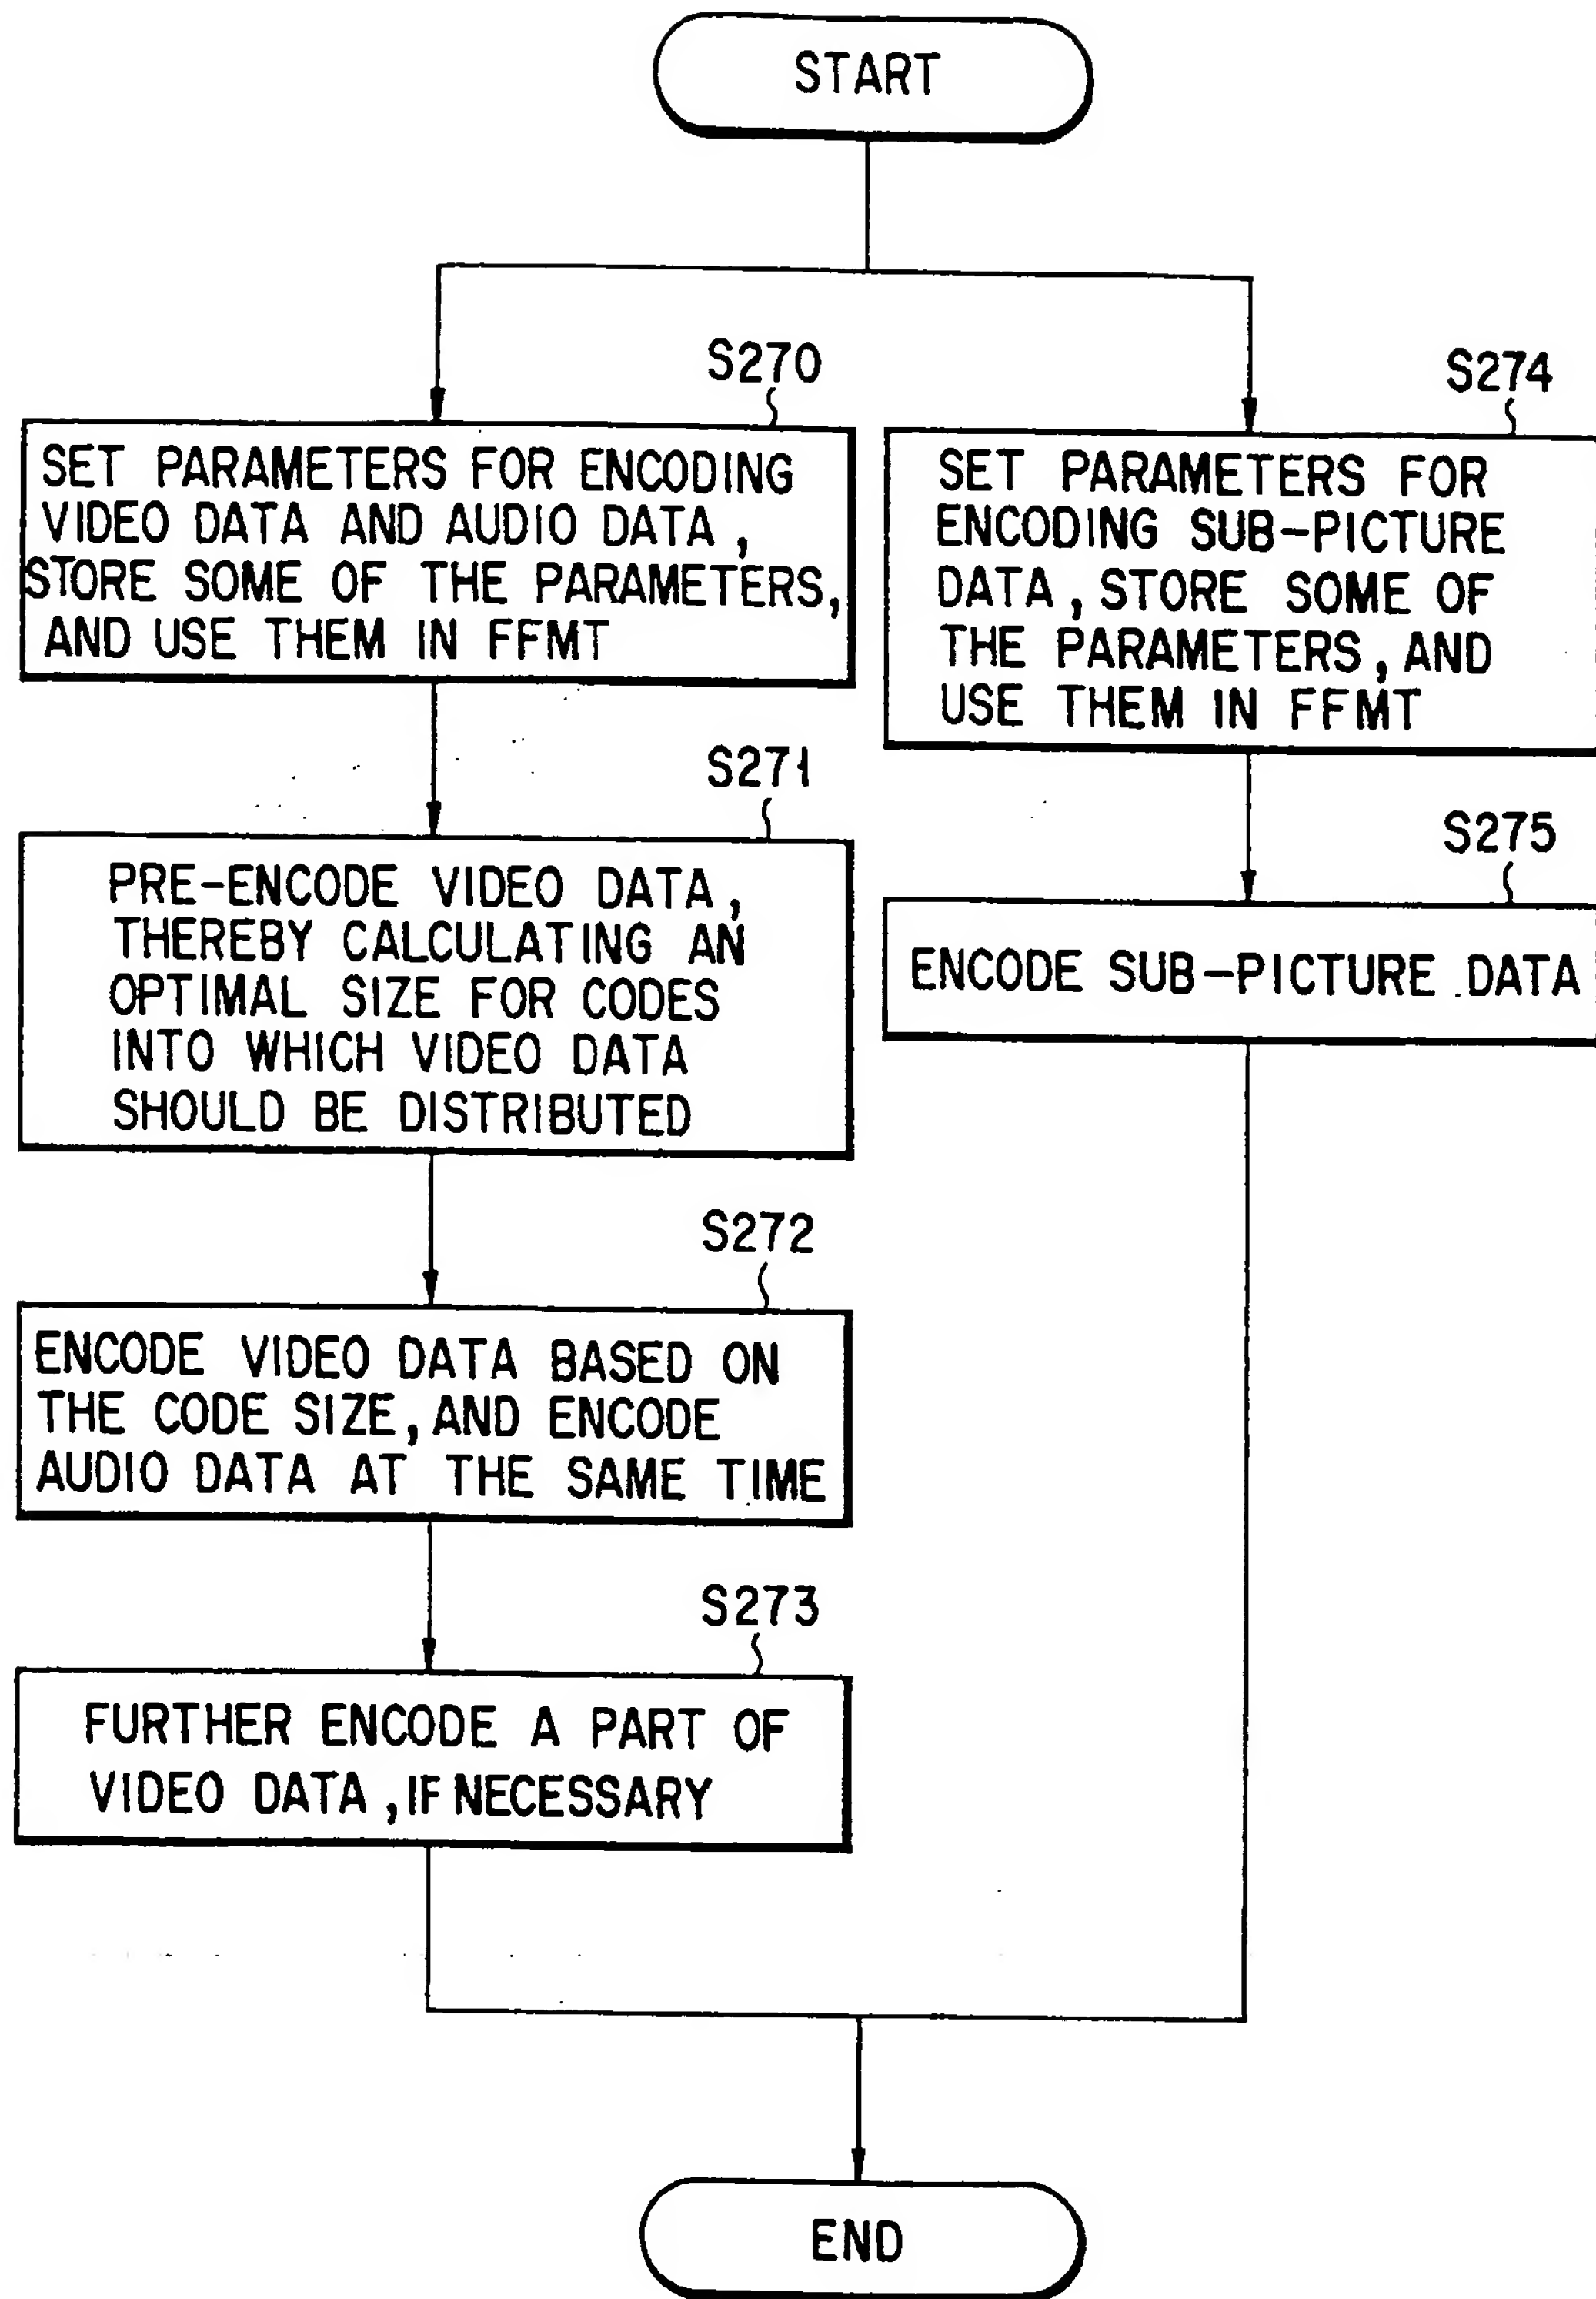 START
S270
SET PARAMETERS FOR ENCODING
VIDEO DATA AND AUDIO DATA,
STORE SOME OF THE PARAMETERS,
AND USE THEM IN FFMT
S271
PRE-ENCODE VIDEO DATA,
THEREBY CALCULATING AN
OPTIMAL SIZE FOR CODES
INTO WHICH VIDEO DATA
SHOULD BE DISTRIBUTED
S272
ENCODE VIDEO DATA BASED ON
THE CODE SIZE, AND ENCODE
AUDIO DATA AT THE SAME TIME
S273
FURTHER ENCODE A PART OF
VIDEO DATA, IF NECESSARY
S274
SET PARAMETERS FOR
ENCODING SUB-PICTURE
DATA, STORE SOME OF
THE PARAMETERS, AND
USE THEM IN FFMT
S275
ENCODE SUB-PICTURE DATA
END